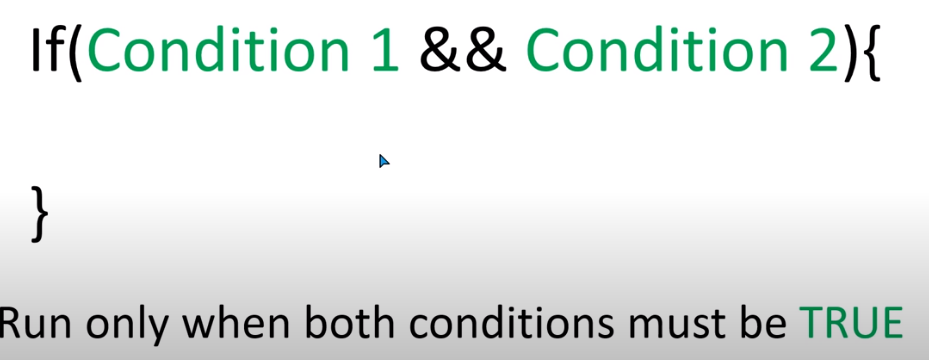 If(Condition 1 && Condition 2){
}
Run only when both conditions must be TRUE